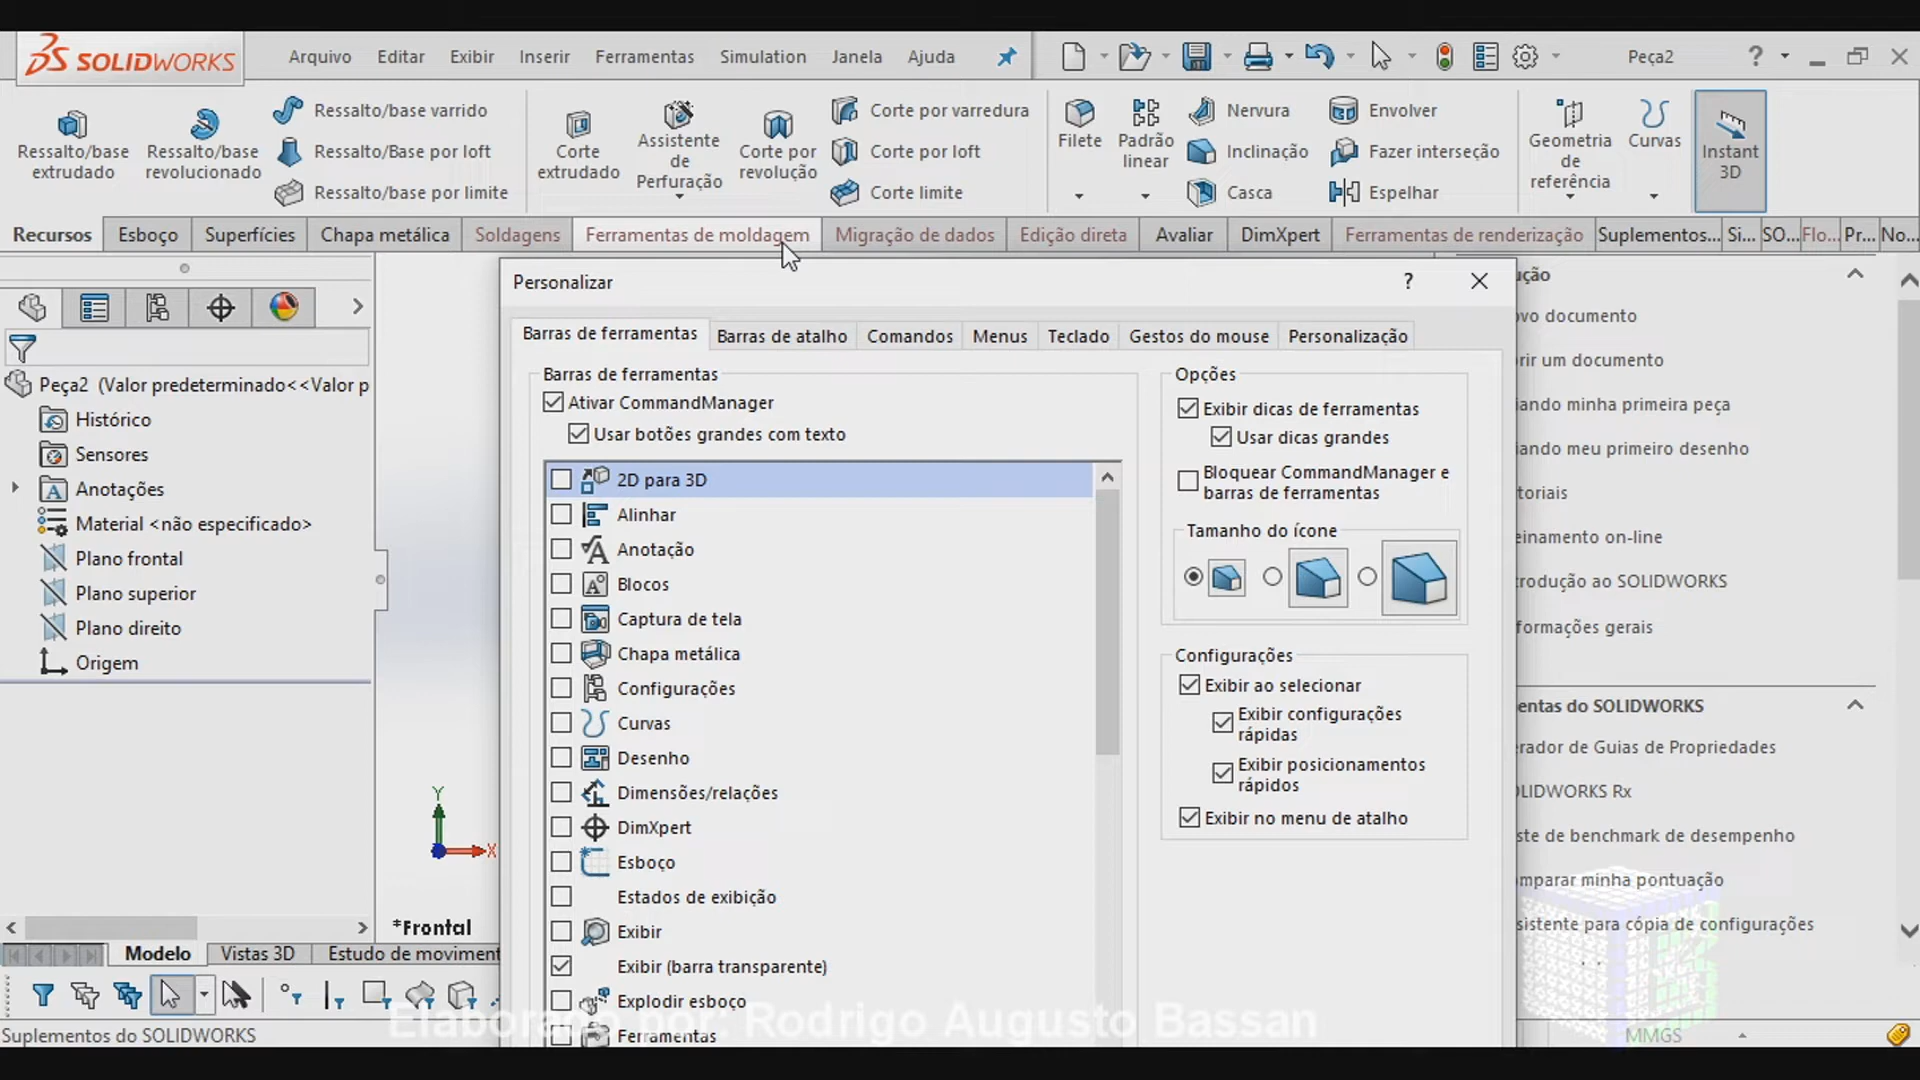 SOLIDWORKS
Arquivo Editar Exibir Inserir Ferramentas Simulation Janela Ajuda
Peça2
?
Ressalto/base extrudado
Ressalto/base revolucionado
Ressalto/base varrido
Ressalto/Base por loft
Ressalto/base por limite
Corte extrudado
Assistente de Perfuração
Corte por revolução
Corte por varredura
Corte por loft
Corte limite
Filete
Padrão linear
Nervura
Inclinação
Casca
Envolver
Fazer interseção
Espelhar
Geometria de referência
Curvas
Instant 3D
Recursos Esboço Superfícies Chapa metálica Soldagens Ferramentas de moldagem Migração de dados Edição direta Avaliar DimXpert Ferramentas de renderização Suplementos... Si... SO... Flo... Pr... No...
Peça2 (Valor predeterminado<<Valor p
Histórico
Sensores
Anotações
Material <não especificado>
Plano frontal
Plano superior
Plano direito
Origem
Y
X
*Frontal
Modelo Vistas 3D Estudo de moviment
Suplementos do SOLIDWORKS
Personalizar
?
Barras de ferramentas Barras de atalho Comandos Menus Teclado Gestos do mouse Personalização
Barras de ferramentas
Ativar CommandManager
Usar botões grandes com texto
2D para 3D
Alinhar
Anotação
Blocos
Captura de tela
Chapa metálica
Configurações
Curvas
Desenho
Dimensões/relações
DimXpert
Esboço
Estados de exibição
Exibir
Exibir (barra transparente)
Explodir esboço
Ferramentas
Opções
Exibir dicas de ferramentas
Usar dicas grandes
Bloquear CommandManager e
barras de ferramentas
Tamanho do ícone
Configurações
Exibir ao selecionar
Exibir configurações
rápidas
Exibir posicionamentos
rápidos
Exibir no menu de atalho
ução
ovo documento
rir um documento
iando minha primeira peça
iando meu primeiro desenho
toriais
einamento on-line
trodução ao SOLIDWORKS
formações gerais
entas do SOLIDWORKS
erador de Guias de Propriedades
OLIDWORKS Rx
ste de benchmark de desempenho
mparar minha pontuação
sistente para cópia de configurações
MMGS
Elaborado por: Rodrigo Augusto Bassan